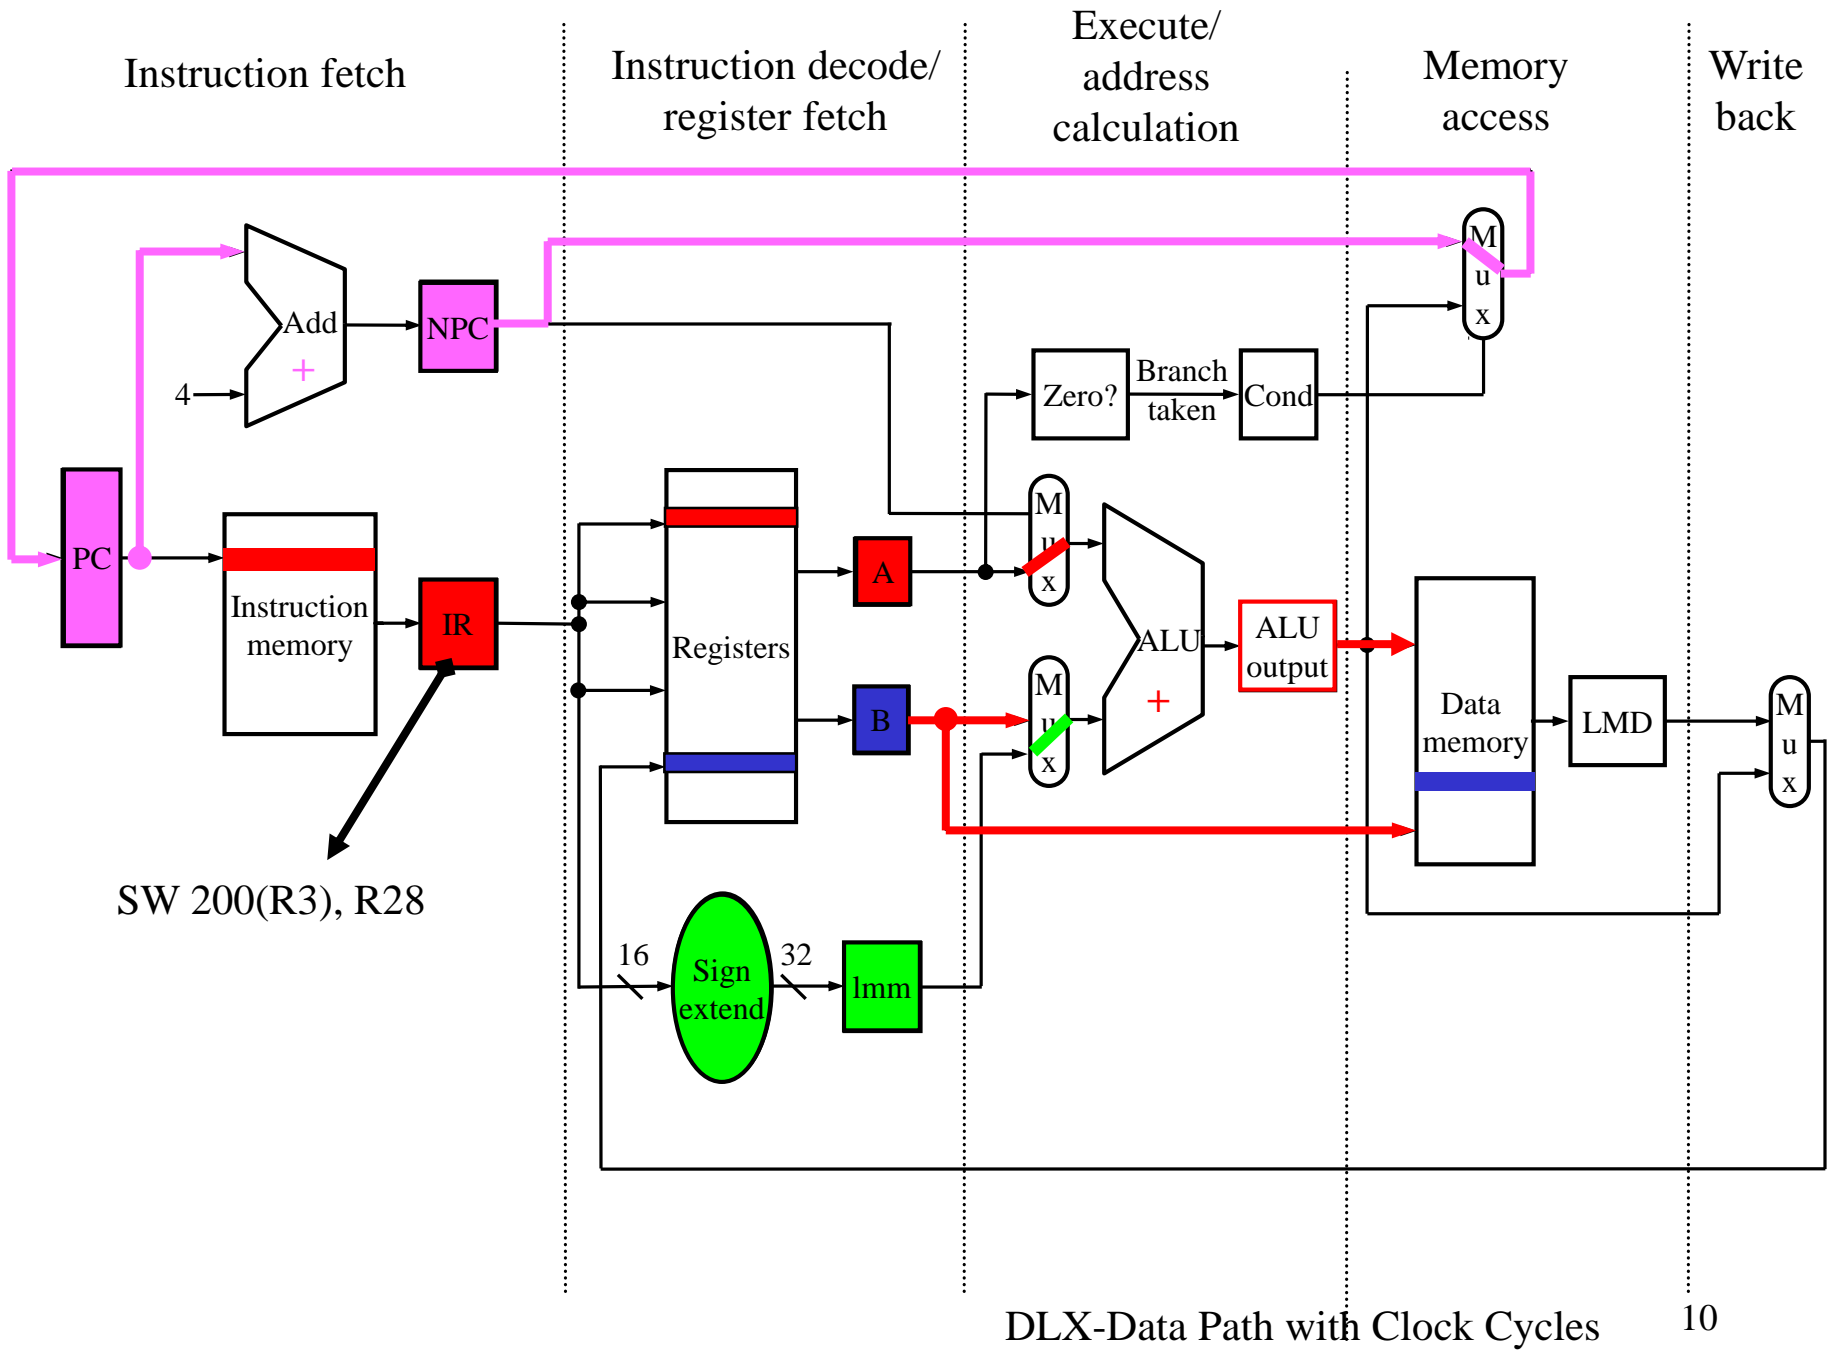 Instruction fetch
Instruction decode/
register fetch
Execute/
address
calculation
Memory
access
Write
back
M
u
x
Add
+
NPC
4
Zero?
Branch
taken
Cond
PC
Instruction
memory
IR
Registers
A
B
M
u
x
M
u
x
ALU
+
ALU
output
Data
memory
LMD
M
u
x
SW 200(R3), R28
16
Sign
extend
32
lmm
DLX-Data Path with Clock Cycles
10